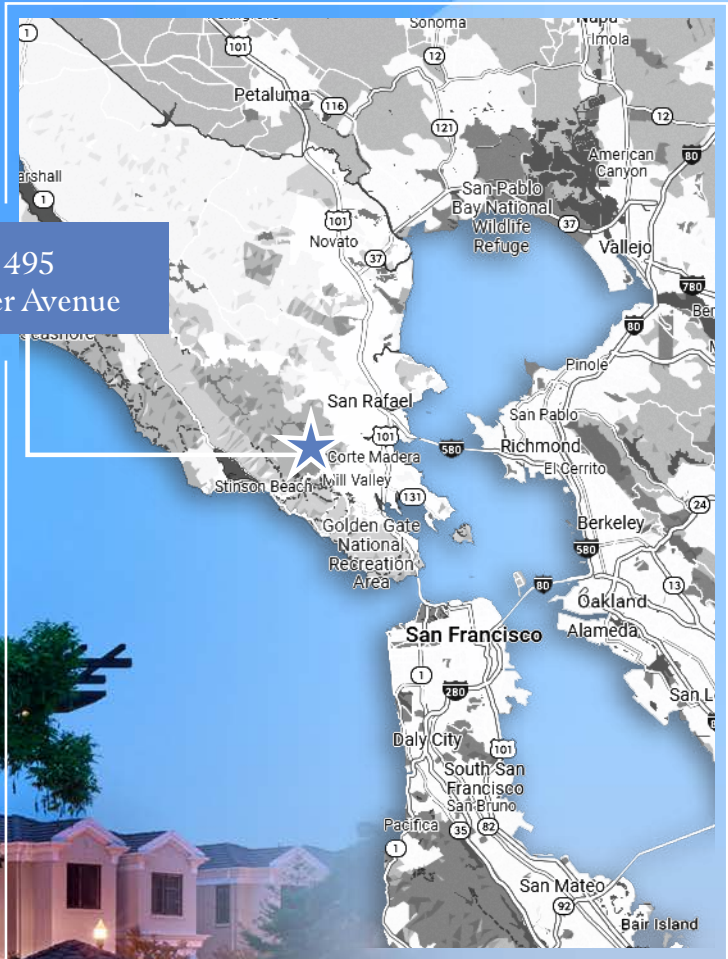 Sonoma
Napa
Imola
1
101
12
Petaluma
116
121
12
American
Canyon
80
1
San Pablo
Bay National
Wildlife
Refuge
101
Novato
37
37
Vallejo
495
Avenue
780
80
Pinole
San Rafael
San Pablo
101
580
Richmond
Corte Madera
El Cerrito
Stinson Beach
Mill Valley
131
24
Golden Gate
National
Recreation
Area
Berkeley
580
80
13
Oakland
San Francisco
Alameda
1
280
San L
Daly City
101
South San
Francisco
San Bruno
Pacifica
35
82
1
San Mateo
92
Bair Island